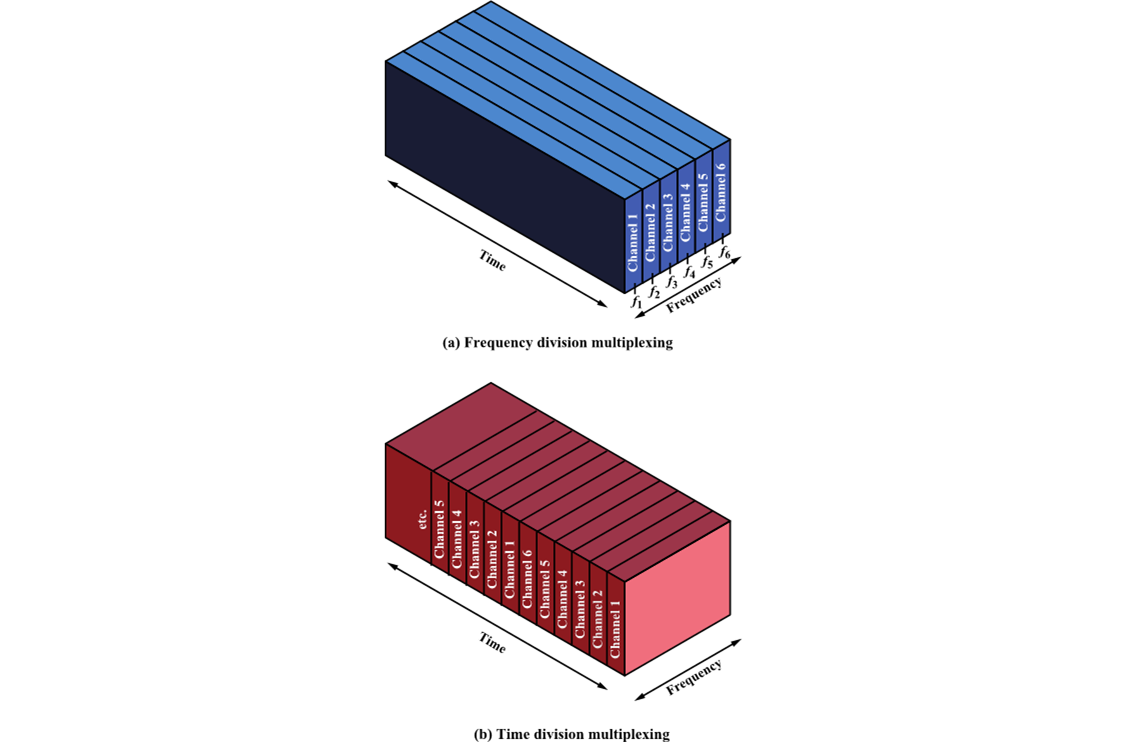 Channel 1
Channel 2
Channel 3
Channel 4
Channel 5
Channel 6
f1
f2
f3
f4
f5
f6
Time
Frequency
(a) Frequency division multiplexing
etc.
Channel 5
Channel 4
Channel 3
Channel 2
Channel 1
Channel 6
Channel 5
Channel 4
Channel 3
Channel 2
Channel 1
Time
Frequency
(b) Time division multiplexing